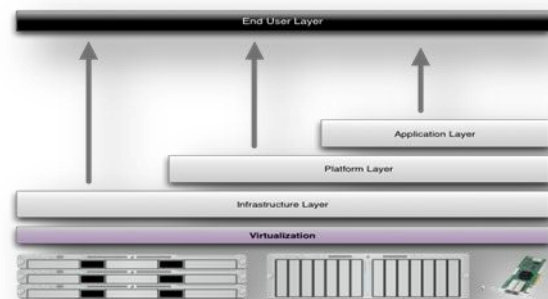 End User Layer
Application Layer
Platform Layer
Infrastructure Layer
Virtualization